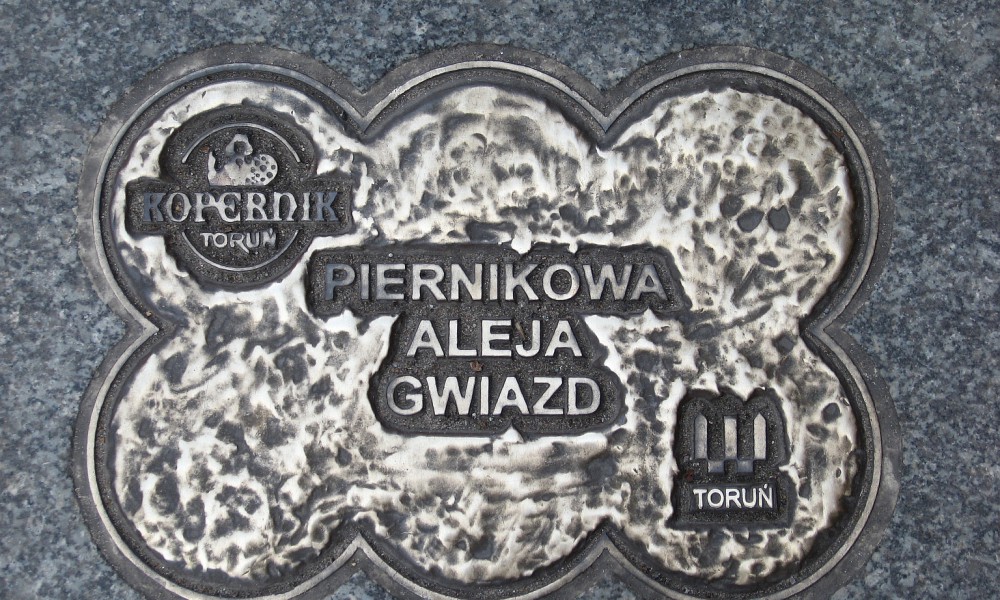 KOPERNIK
TORUŃ
PIERNIKOWA
ALEJA
GWIAZD
TORUŃ